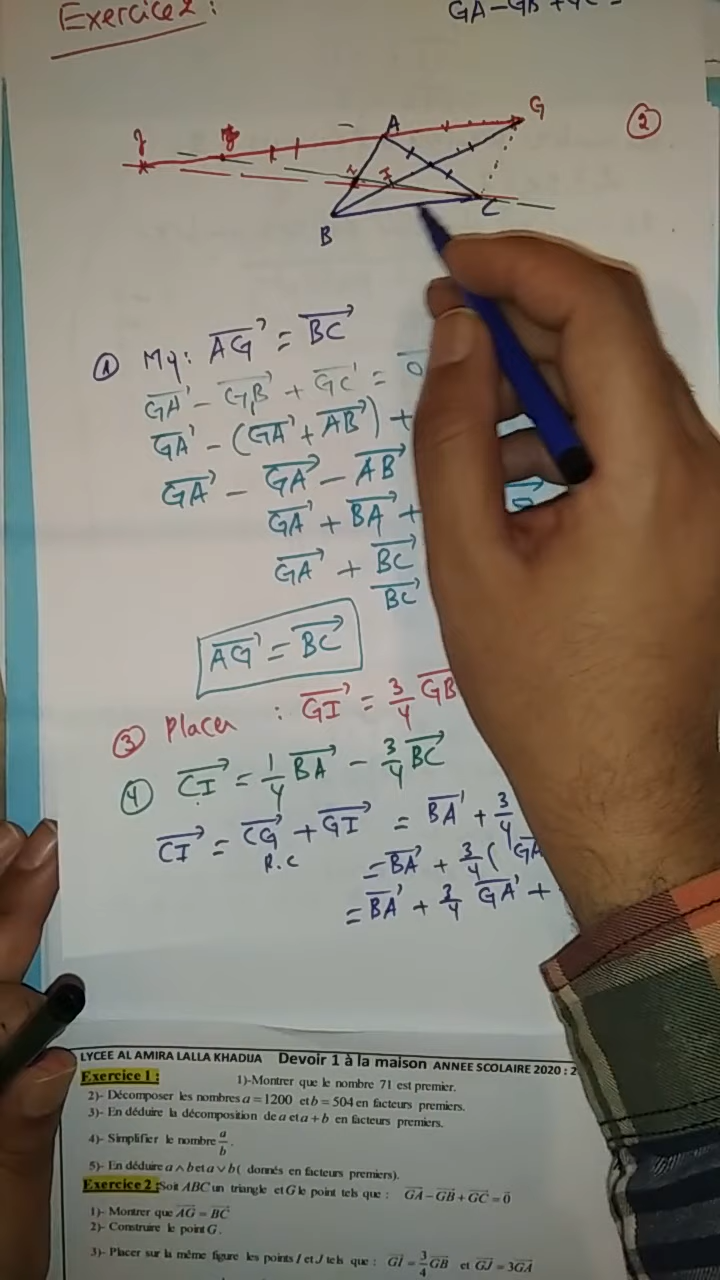 Exercice 2 :
GA - GB +
J
A
G
②
I
I
B
C
① Mq: AG = BC
GA - GB + GC = 0
GA - (GA + AB) +
GA - GA - AB
GA + BA +
GA + BC
BC
AG = BC
③ Placer : GI = 3/4 GB
④ CI = 1/4 BA - 3/4 BC
CI = CG + GI = BA + 3/4
R.C
= BA + 3/4 ( GA
= BA + 3/4 GA +
LYCEE AL AMIRA LALLA KHADIJA Devoir 1 à la maison ANNEE SCOLAIRE 2020 : 2
Exercice 1 : 1)-Montrer que le nombre 71 est premier.
2)- Décomposer les nombres a = 1200 et b = 504 en facteurs premiers.
3)- En déduire la décomposition de a et a + b en facteurs premiers.
4)- Simplifier le nombre a/b .
5)- En déduire a ∧ b et a ∨ b ( donnés en facteurs premiers).
Exercice 2 : Soit ABC un triangle et G le point tels que : GA - GB + GC = 0
1)- Montrer que AG = BC
2)- Construire le point G .
3)- Placer sur la même figure les points I et J tels que : GI = 3/4 GB et GJ = 3GA